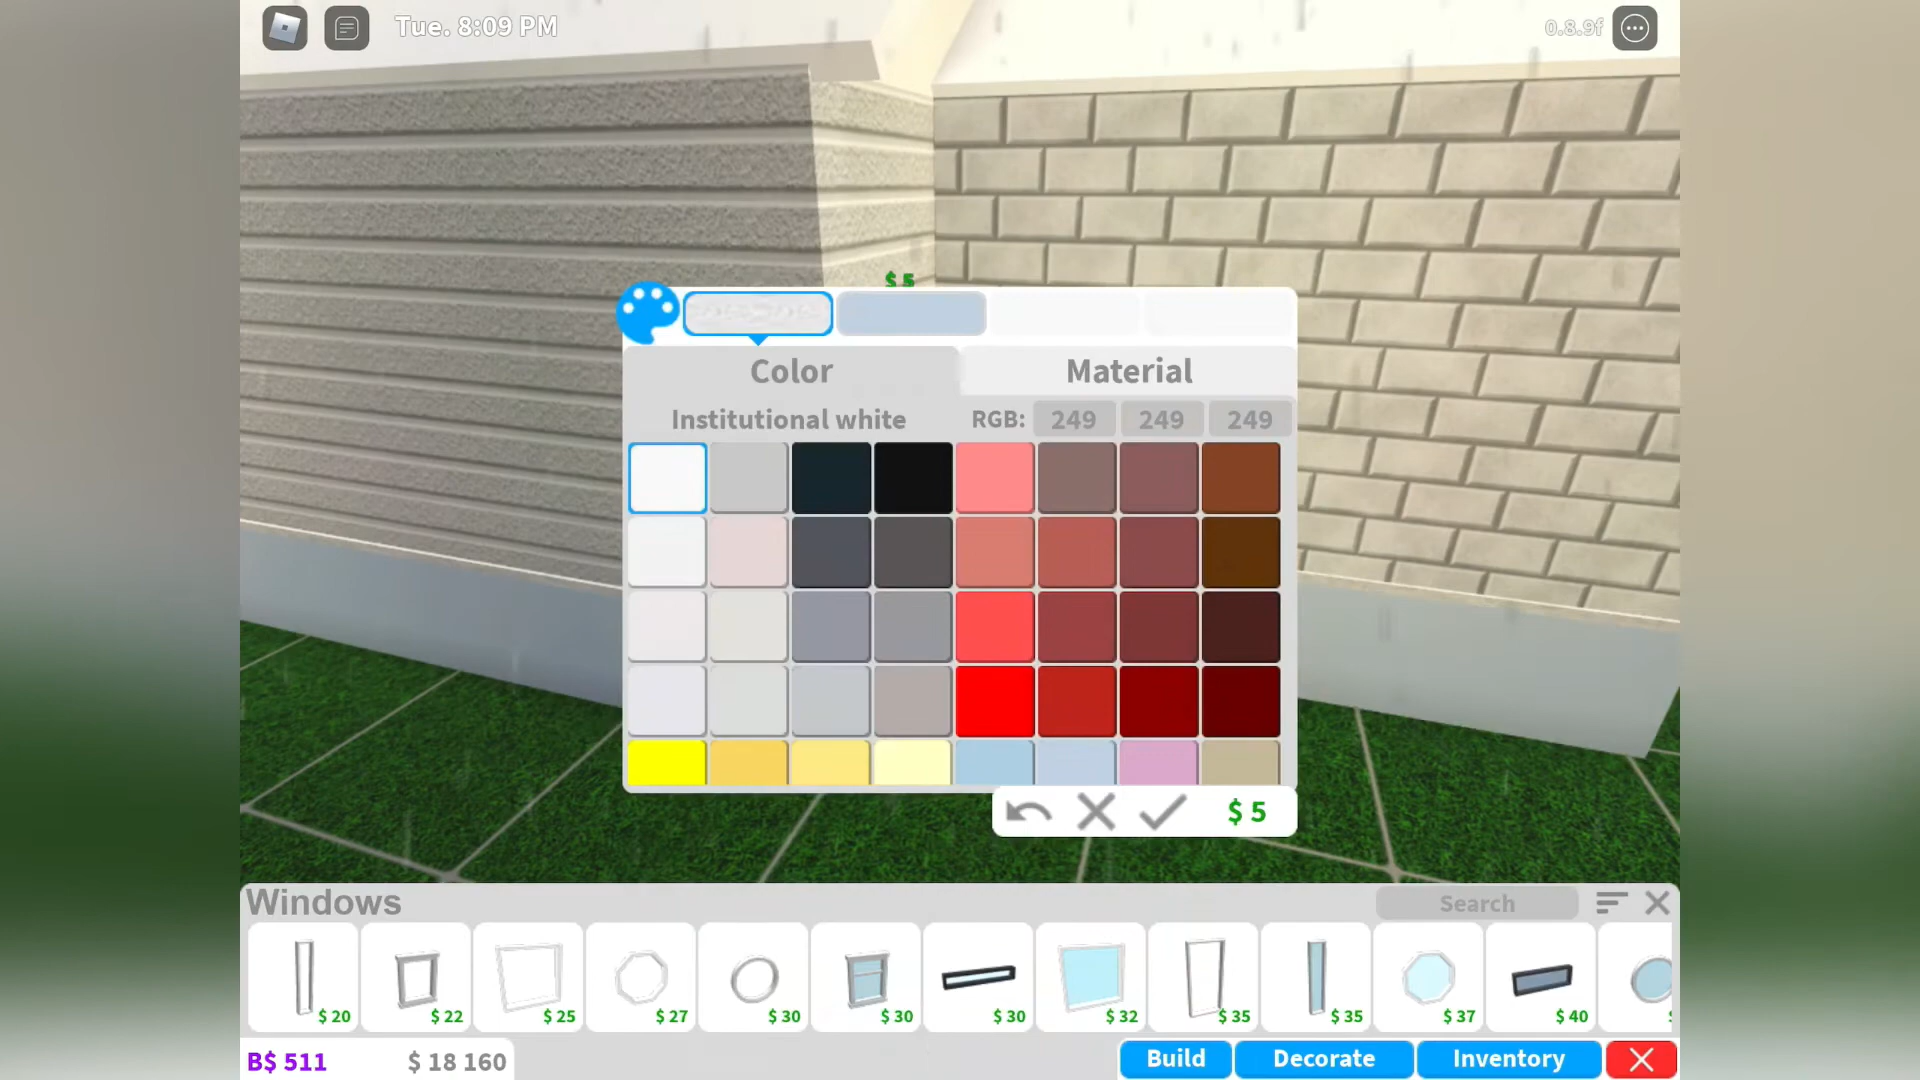 Tue. 8:09 PM
0.8.9f
$ 5
Color
Material
Institutional white
RGB: 249 249 249
$ 5
Windows
Search
$ 20 $ 22 $ 25 $ 27 $ 30 $ 30 $ 30 $ 32 $ 35 $ 35 $ 37 $ 40
B$ 511 $ 18 160
Build Decorate Inventory